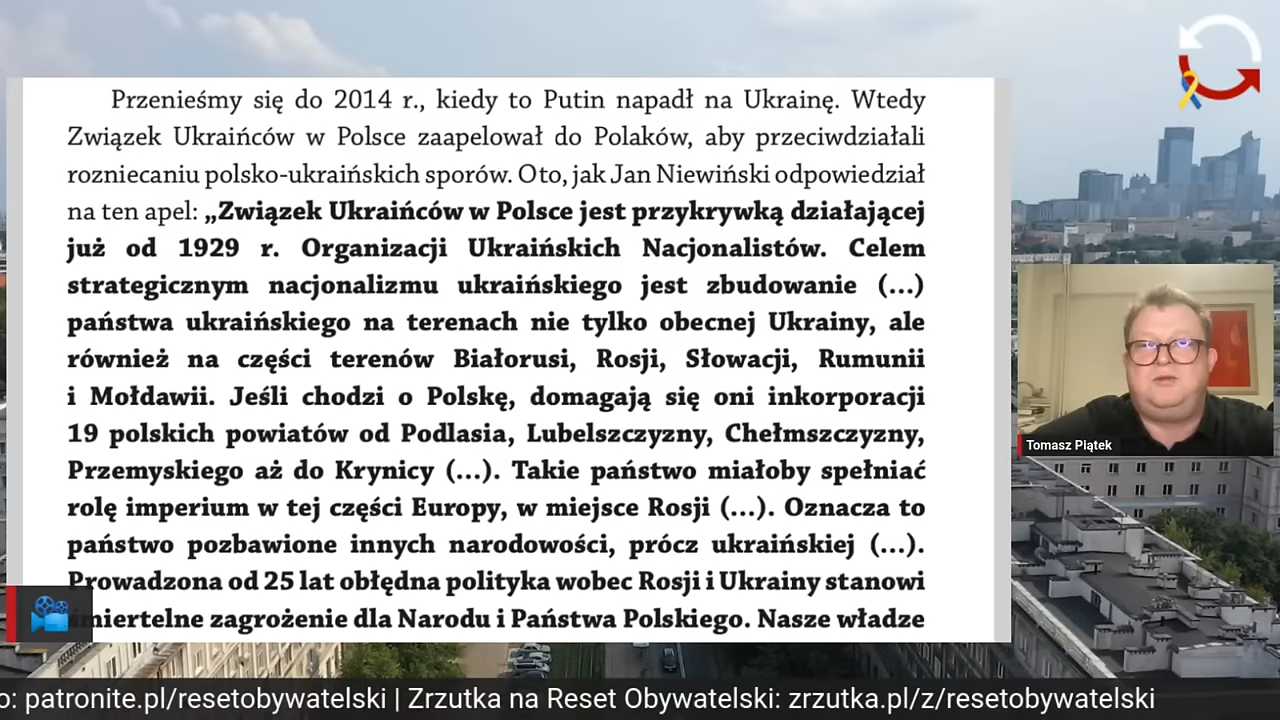 Przenieśmy się do 2014 r., kiedy to Putin napadł na Ukrainę. Wtedy
Związek Ukraińców w Polsce zaapelował do Polaków, aby przeciwdziałali
rozniecaniu polsko-ukraińskich sporów. Oto, jak Jan Niewiński odpowiedział
na ten apel: „Związek Ukraińców w Polsce jest przykrywką działającej
już od 1929 r. Organizacji Ukraińskich Nacjonalistów. Celem
strategicznym nacjonalizmu ukraińskiego jest zbudowanie (...)
państwa ukraińskiego na terenach nie tylko obecnej Ukrainy, ale
również na części terenów Białorusi, Rosji, Słowacji, Rumunii
i Mołdawii. Jeśli chodzi o Polskę, domagają się oni inkorporacji
19 polskich powiatów od Podlasia, Lubelszczyzny, Chełmszczyzny,
Przemyskiego aż do Krynicy (...). Takie państwo miałoby spełniać
rolę imperium w tej części Europy, w miejsce Rosji (...). Oznacza to
państwo pozbawione innych narodowości, prócz ukraińskiej (...).
Prowadzona od 25 lat obłędna polityka wobec Rosji i Ukrainy stanowi
śmiertelne zagrożenie dla Narodu i Państwa Polskiego. Nasze władze
Tomasz Piątek
o: patronite.pl/resetobywatelski | Zrzutka na Reset Obywatelski: zrzutka.pl/z/resetobywatelski